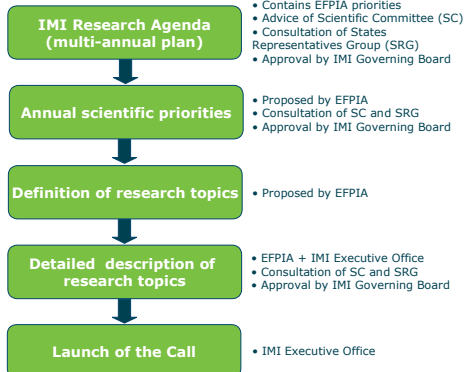 IMI Research Agenda
(multi-annual plan)
• Contains EFPIA priorities
• Advice of Scientific Committee (SC)
• Consultation of States
Representatives Group (SRG)
• Approval by IMI Governing Board
Annual scientific priorities
• Proposed by EFPIA
• Consultation of SC and SRG
• Approval by IMI Governing Board
Definition of research topics
• Proposed by EFPIA
Detailed description of
research topics
• EFPIA + IMI Executive Office
• Consultation of SC and SRG
• Approval by IMI Governing Board
Launch of the Call
• IMI Executive Office